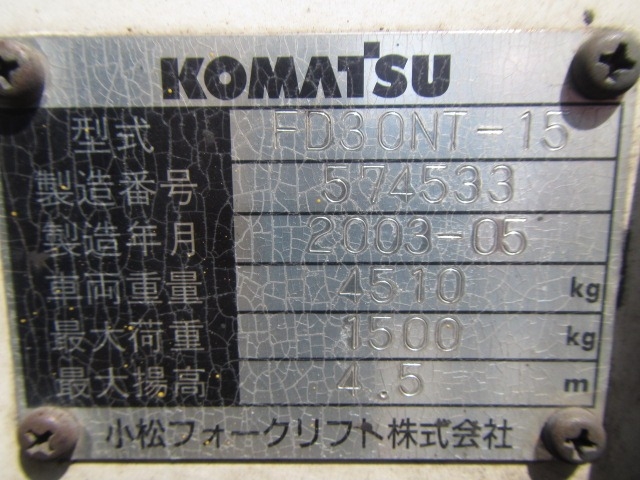 KOMATSU
型式 FD30NT-15
製造番号 574533
製造年月 2003-05
車両重量 4510 kg
最大荷重 1500 kg
最大揚高 4.5 m
小松フォークリフト株式会社